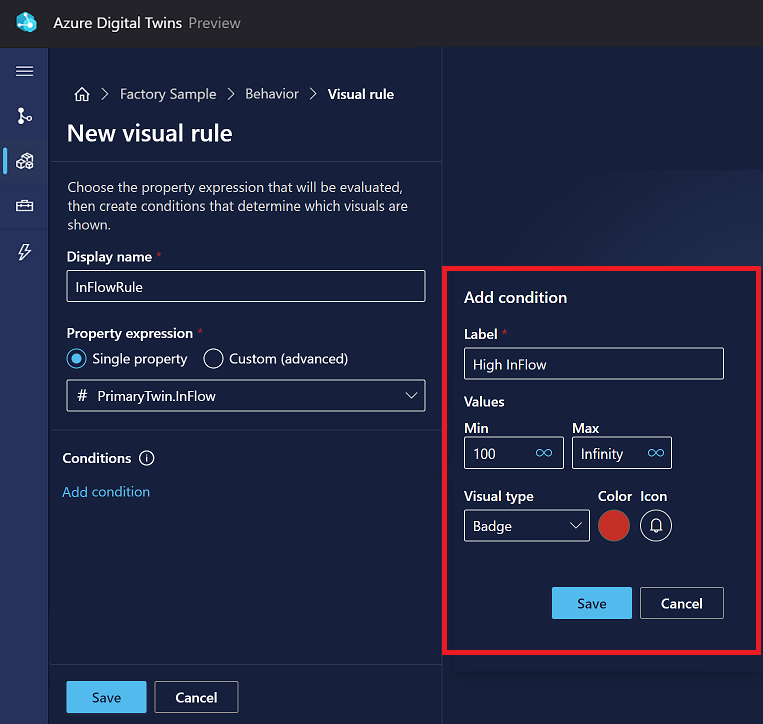 Azure Digital Twins Preview
Factory Sample
Behavior
Visual rule
New visual rule
Choose the property expression that will be evaluated,
then create conditions that determine which visuals are
shown.
Display name *
InFlowRule
Property expression *
Single property
Custom (advanced)
# PrimaryTwin.InFlow
Conditions
Add condition
Save
Cancel
Add condition
Label *
High InFlow
Values
Min
Max
100
Infinity
Visual type
Color
Icon
Badge
Save
Cancel